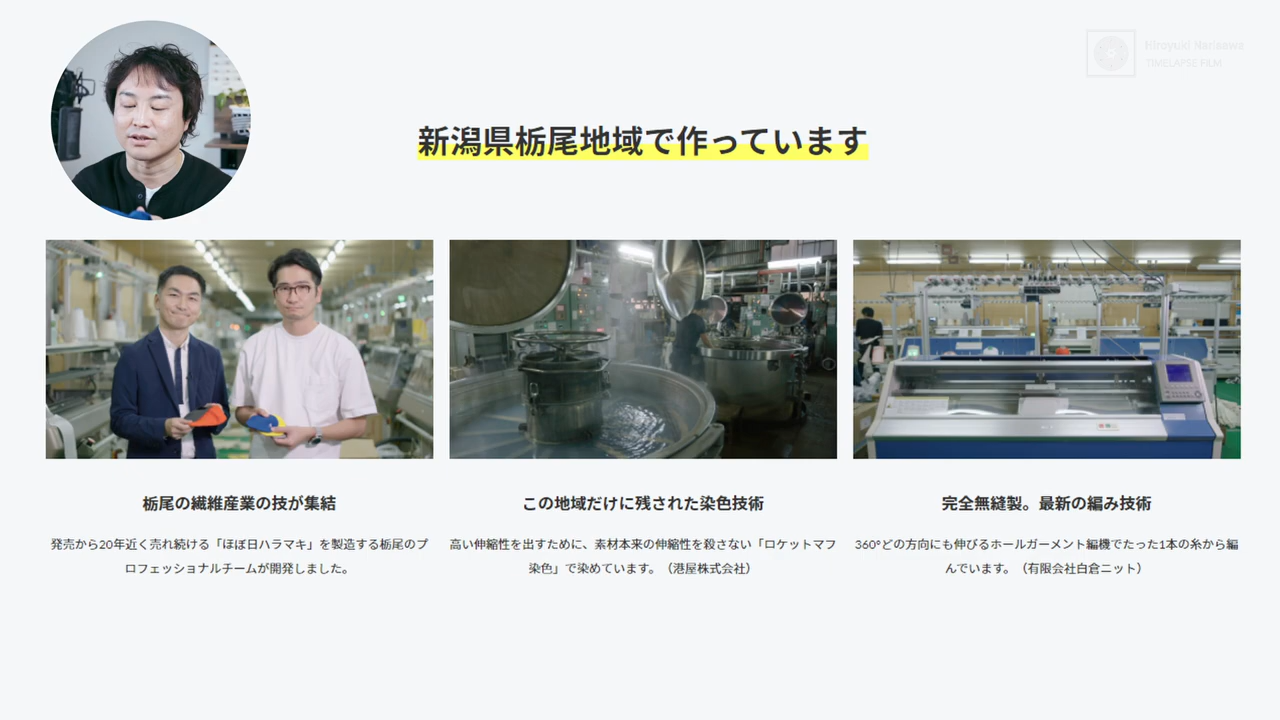 Hiroyuki Narisawa
TIMELAPSE FILM
新潟県栃尾地域で作っています
栃尾の繊維産業の技が集結
発売から20年近く売れ続ける「ほぼ日ハラマキ」を製造する栃尾のプ
ロフェッショナルチームが開発しました。
この地域だけに残された染色技術
高い伸縮性を出すために、素材本来の伸縮性を殺さない「ロケットマフ
染色」で染めています。（港屋株式会社）
完全無縫製。最新の編み技術
360°どの方向にも伸びるホールガーメント編機でたった1本の糸から編
んでいます。（有限会社白倉ニット）